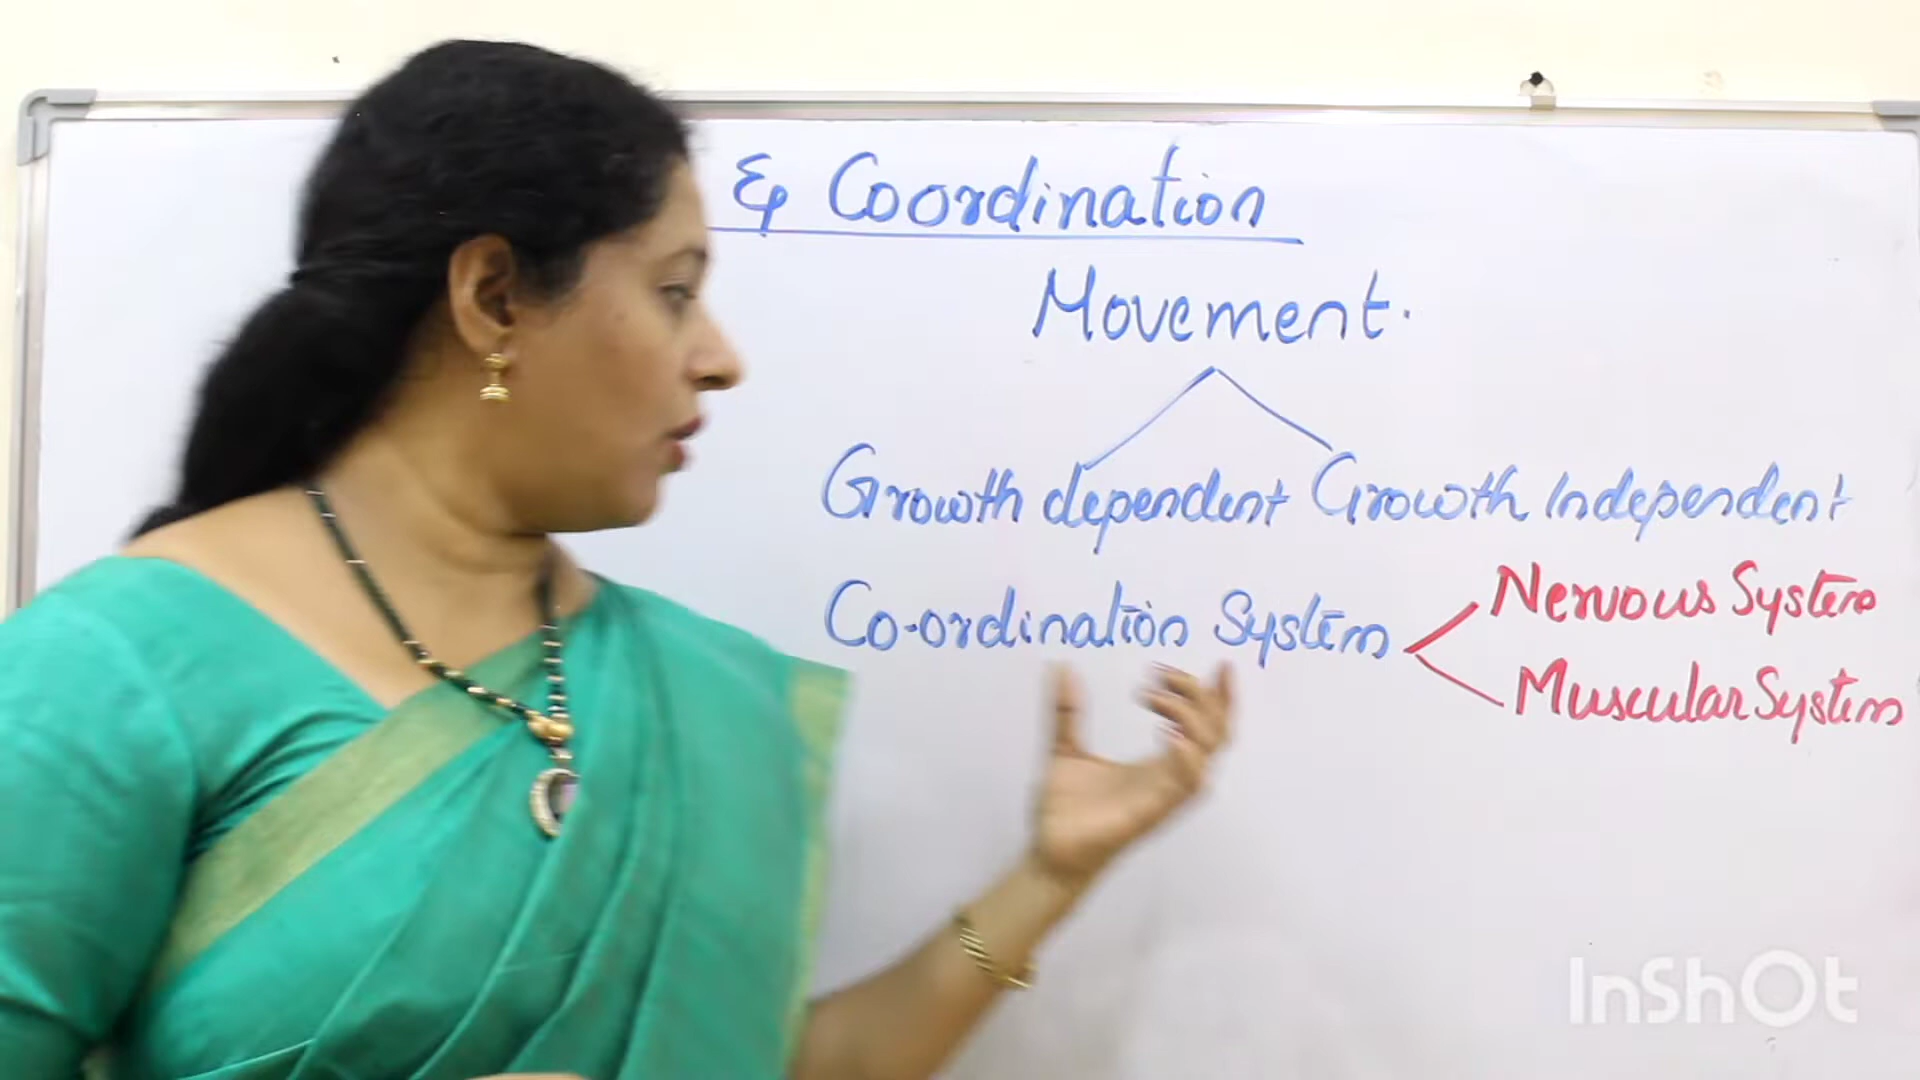 & Coordination
Movement.
Growth dependent Growth Independent
Co-ordination System
Nervous System
Muscular System
InShOt